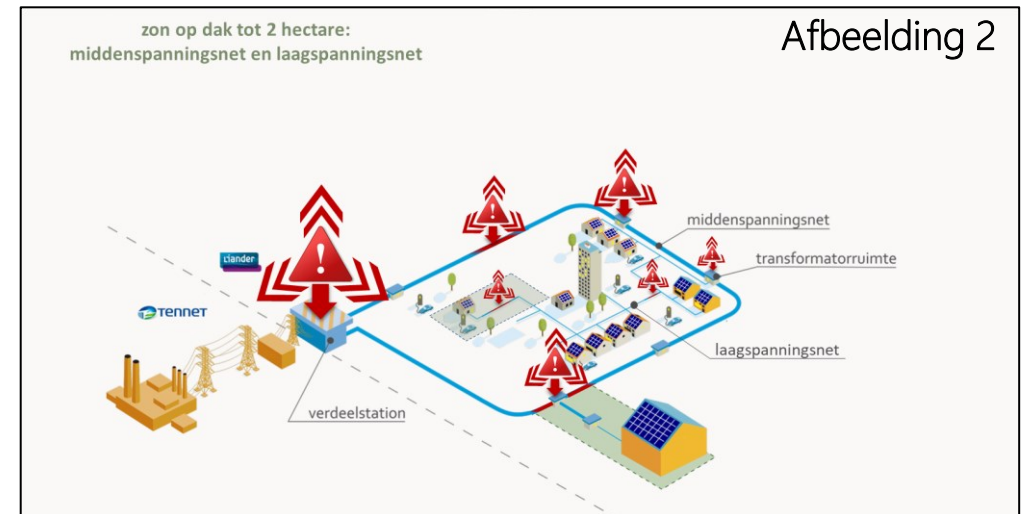 zon op dak tot 2 hectare:
middenspanningsnet en laagspanningsnet
Afbeelding 2
middenspanningsnet
Liander
transformatorruimte
TENNET
laagspanningsnet
verdeelstation